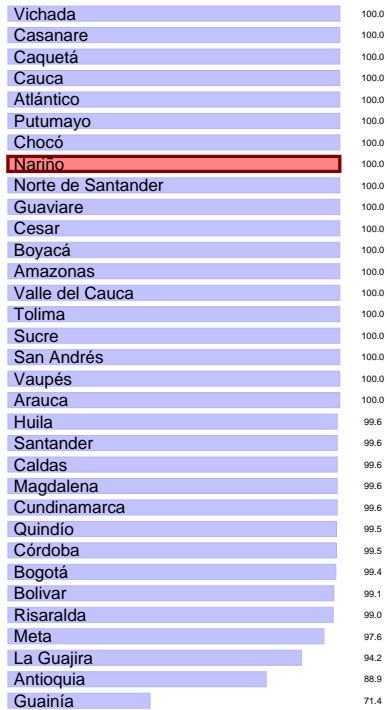 Vichada 100.0
Casanare 100.0
Caquetá 100.0
Cauca 100.0
Atlántico 100.0
Putumayo 100.0
Chocó 100.0
Nariño 100.0
Norte de Santander 100.0
Guaviare 100.0
Cesar 100.0
Boyacá 100.0
Amazonas 100.0
Valle del Cauca 100.0
Tolima 100.0
Sucre 100.0
San Andrés 100.0
Vaupés 100.0
Arauca 100.0
Huila 99.6
Santander 99.6
Caldas 99.6
Magdalena 99.6
Cundinamarca 99.6
Quindío 99.5
Córdoba 99.5
Bogotá 99.4
Bolivar 99.1
Risaralda 99.0
Meta 97.6
La Guajira 94.2
Antioquia 88.9
Guainía 71.4